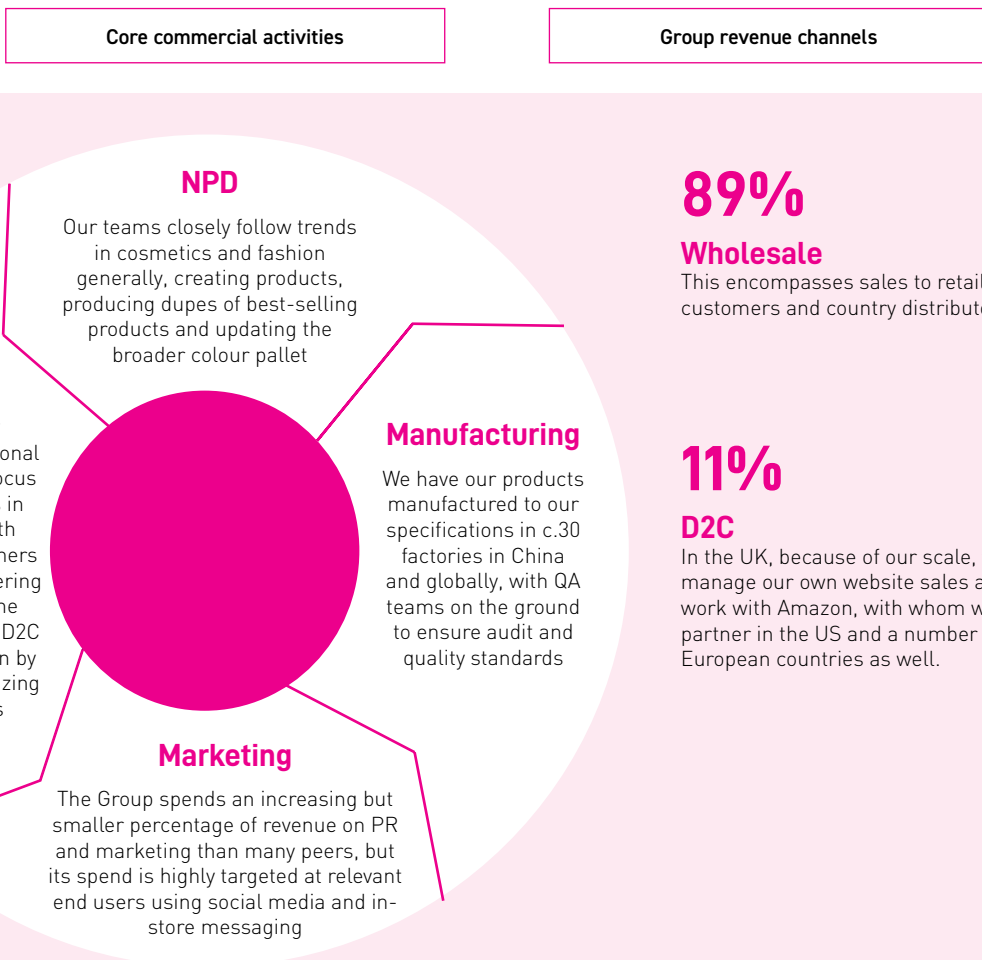 Core commercial activities
Group revenue channels
NPD
Our teams closely follow trends
in cosmetics and fashion
generally, creating products,
producing dupes of best-selling
products and updating the
broader colour pallet
onal
ocus
in
th
ners
ering
ne
D2C
n by
zing
s
Manufacturing
We have our products
manufactured to our
specifications in c.30
factories in China
and globally, with QA
teams on the ground
to ensure audit and
quality standards
Marketing
The Group spends an increasing but
smaller percentage of revenue on PR
and marketing than many peers, but
its spend is highly targeted at relevant
end users using social media and in-
store messaging
89%
Wholesale
This encompasses sales to retail
customers and country distribut
11%
D2C
In the UK, because of our scale,
manage our own website sales a
work with Amazon, with whom w
partner in the US and a number
European countries as well.